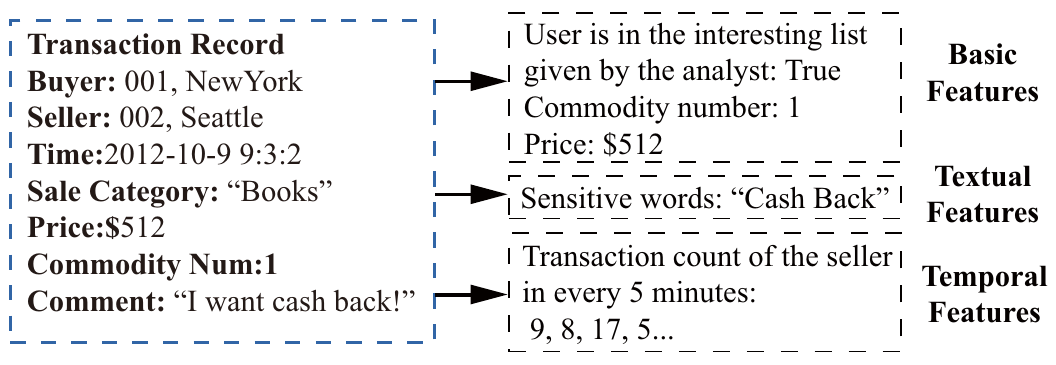 Transaction Record
Buyer: 001, NewYork
Seller: 002, Seattle
Time:2012-10-9 9:3:2
Sale Category: “Books”
Price:$512
Commodity Num:1
Comment: “I want cash back!”
User is in the interesting list
given by the analyst: True
Commodity number: 1
Price: $512
Sensitive words: “Cash Back”
Transaction count of the seller
in every 5 minutes:
9, 8, 17, 5...
Basic
Features
Textual
Features
Temporal
Features